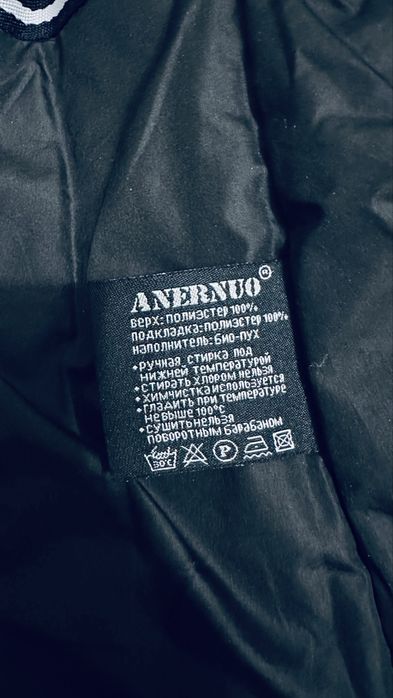 ANERNUO®
ВЕРХ:ПОЛИЭСТЕР 100%
ПОДКЛАДКА:ПОЛИЭСТЕР 100%
НАПОЛНИТЕЛЬ:БИО-ПУХ
•РУЧНАЯ СТИРКА ПОД
НИЖНЕЙ ТЕМПЕРАТУРОЙ
•СТИРАТЬ ХЛОРОМ НЕЛЬЗЯ
•ХИМЧИСТКА ИСПОЛЬЗУЕТСЯ
•ГЛАДИТЬ ПРИ ТЕМПЕРАТУРЕ
НЕ ВЫШЕ 100°C
•СУШИТЬ НЕЛЬЗЯ
ПОВОРОТНЫМ БАРАБАНОМ
30°C P